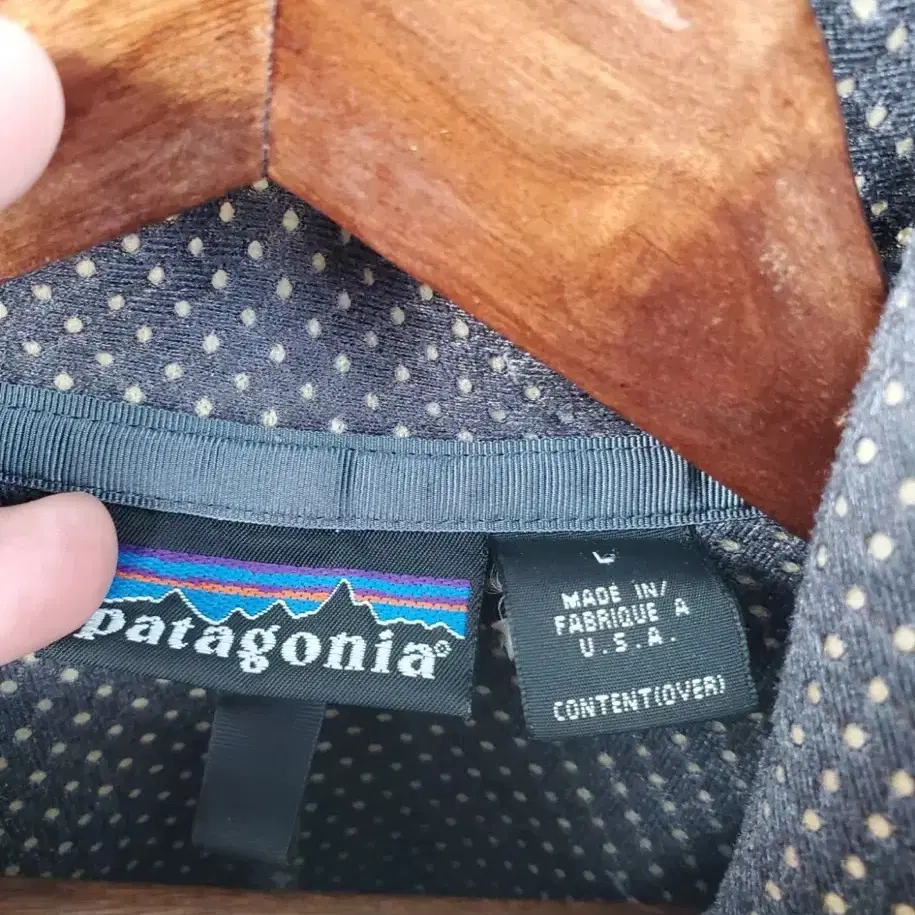 patagonia®
L
MADE IN/
FABRIQUE A
U.S.A.
CONTENT(OVER)